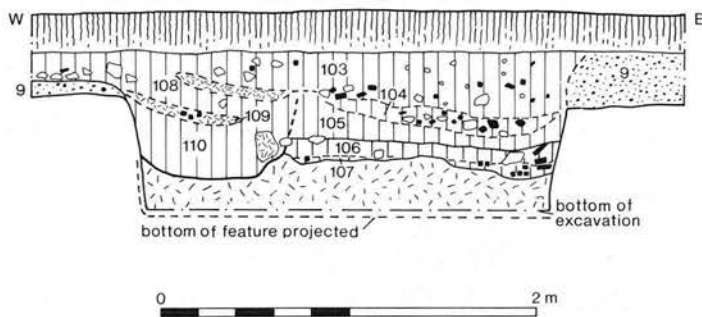 W E
103
9
108
104
9
109
105
110
106
107
bottom of
excavation
bottom of feature projected
0 2 m